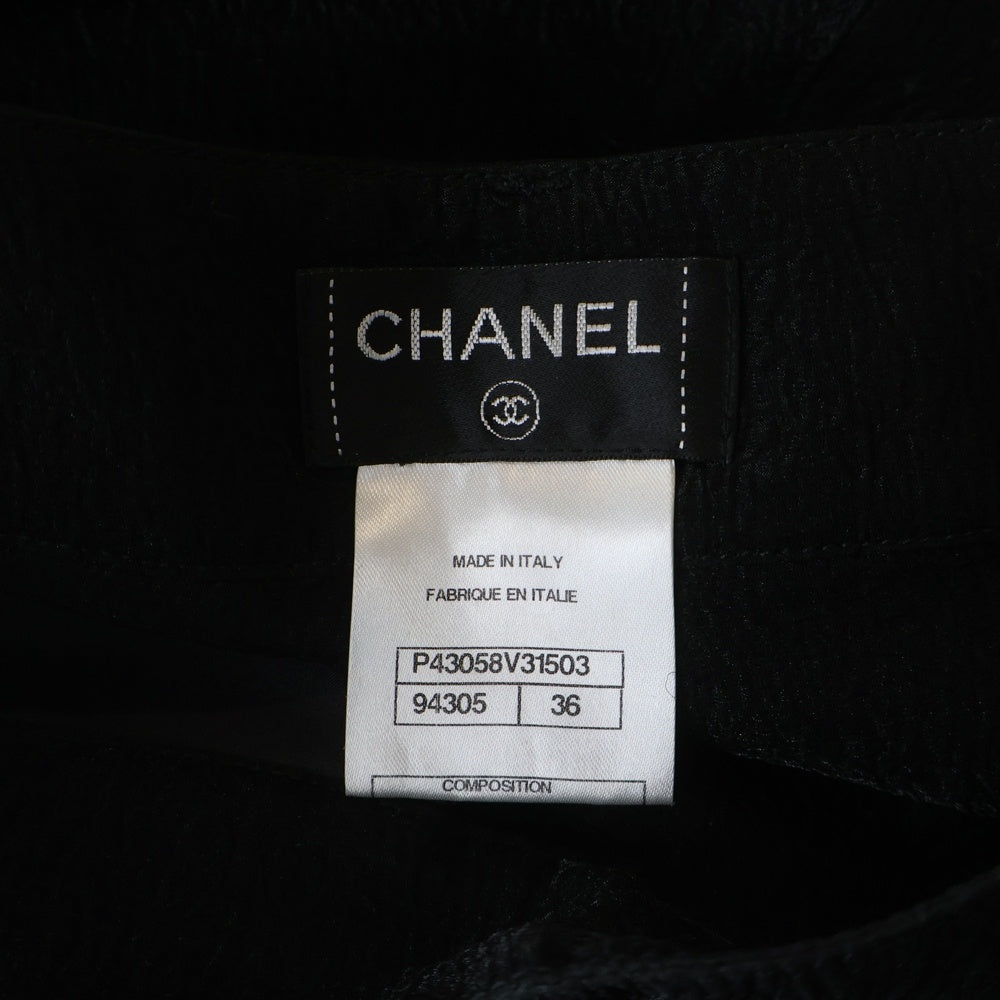 CHANEL
MADE IN ITALY
FABRIQUE EN ITALIE
P43058V31503
94305 36
COMPOSITION